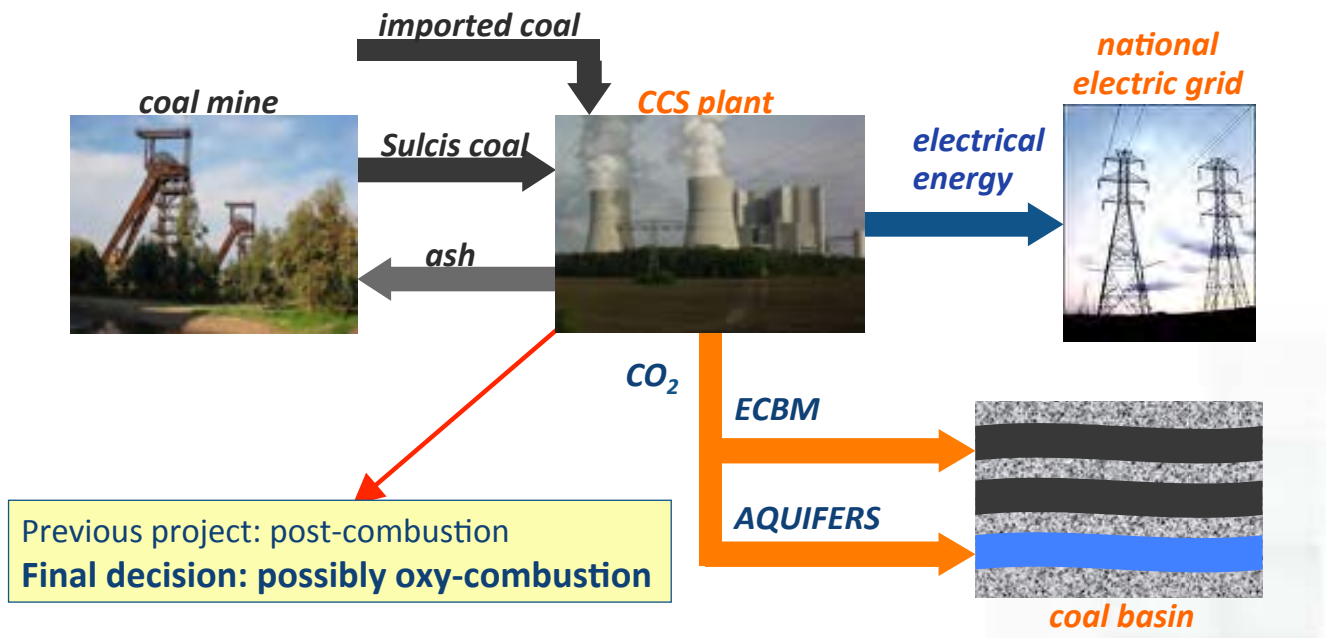 imported coal
national
electric grid
coal mine
CCS plant
Sulcis coal
electrical
energy
ash
CO₂
ECBM
AQUIFERS
Previous project: post-combustion
Final decision: possibly oxy-combustion
coal basin